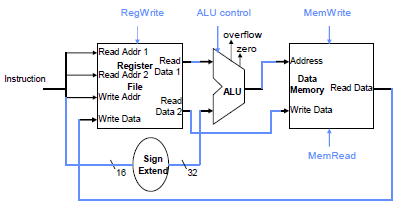 RegWrite
ALU control
MemWrite
overflow
zero
Read Addr 1
Read Addr 2
Write Addr
Write Data
Register
File
Read
Data 1
Read
Data 2
Instruction
ALU
Address
Data
Memory
Read Data
Write Data
MemRead
Sign
Extend
16
32